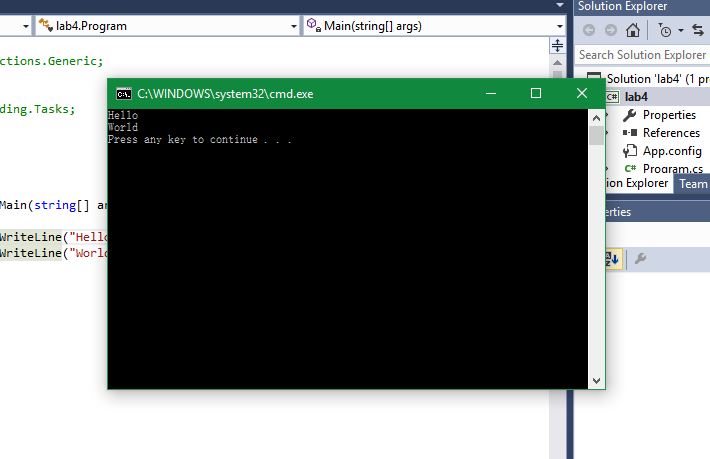 lab4.Program
Main(string[] args)
ctions.Generic;
ding.Tasks;
Main(string[] a
WriteLine("Hello
WriteLine("World
C:\WINDOWS\system32\cmd.exe
Hello
World
Press any key to continue . . .
Solution Explorer
Search Solution Explorer
Solution 'lab4' (1 pr
C# lab4
Properties
References
App.config
C# Program.cs
ion Explorer
Team
erties